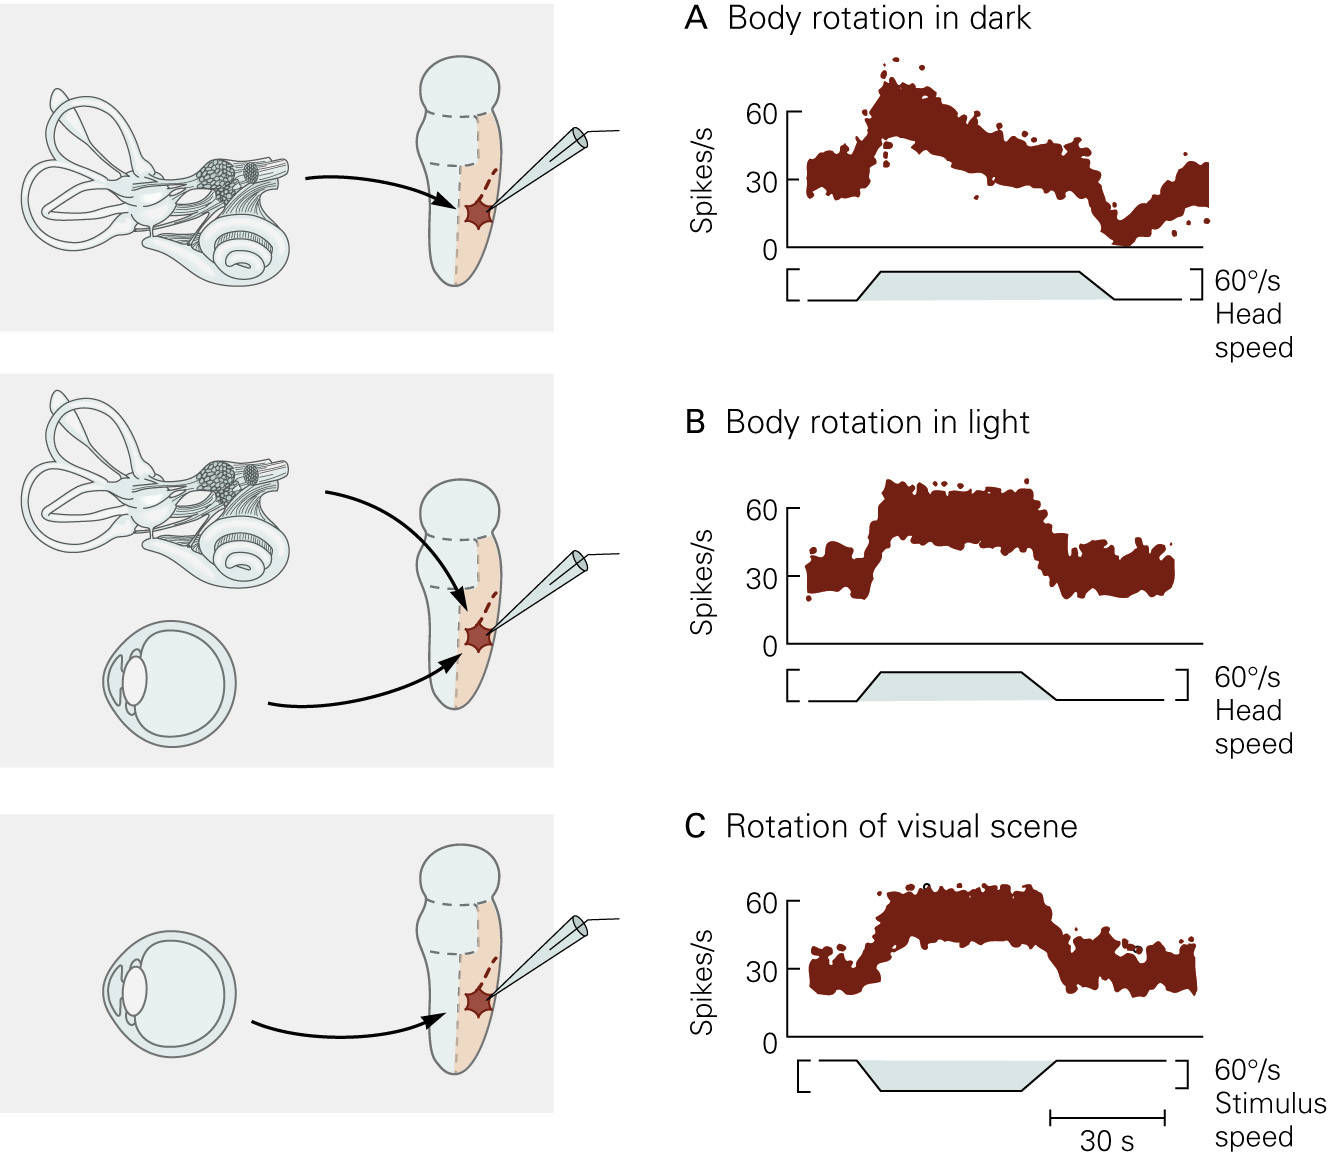 A Body rotation in dark
60
30
0
Spikes/s
60°/s
Head
speed
B Body rotation in light
60
30
0
Spikes/s
60°/s
Head
speed
C Rotation of visual scene
60
30
0
Spikes/s
60°/s
Stimulus
speed
30 s